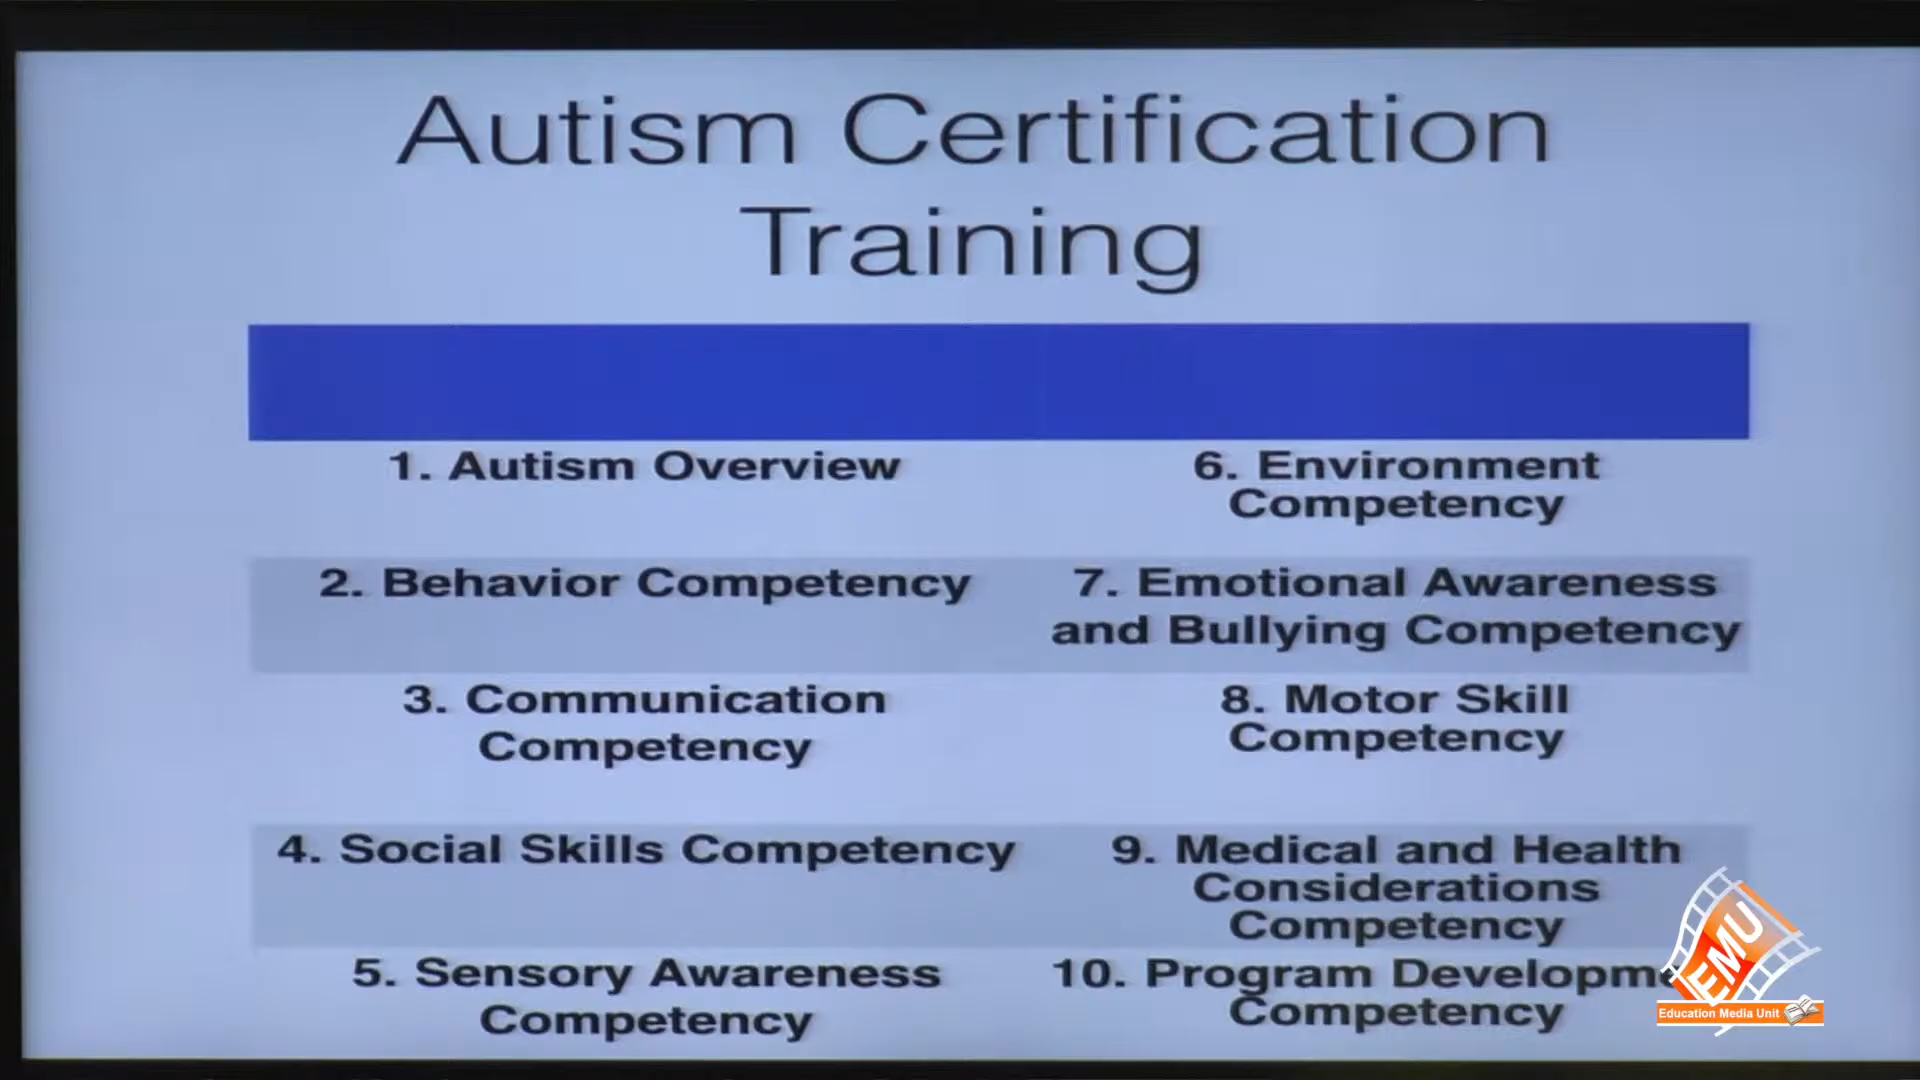 Autism Certification
Training
1. Autism Overview
6. Environment
Competency
2. Behavior Competency
7. Emotional Awareness
and Bullying Competency
3. Communication
Competency
8. Motor Skill
Competency
4. Social Skills Competency
9. Medical and Health
Considerations
Competency
5. Sensory Awareness
Competency
10. Program Developme
Competency
EMU
Education Media Unit